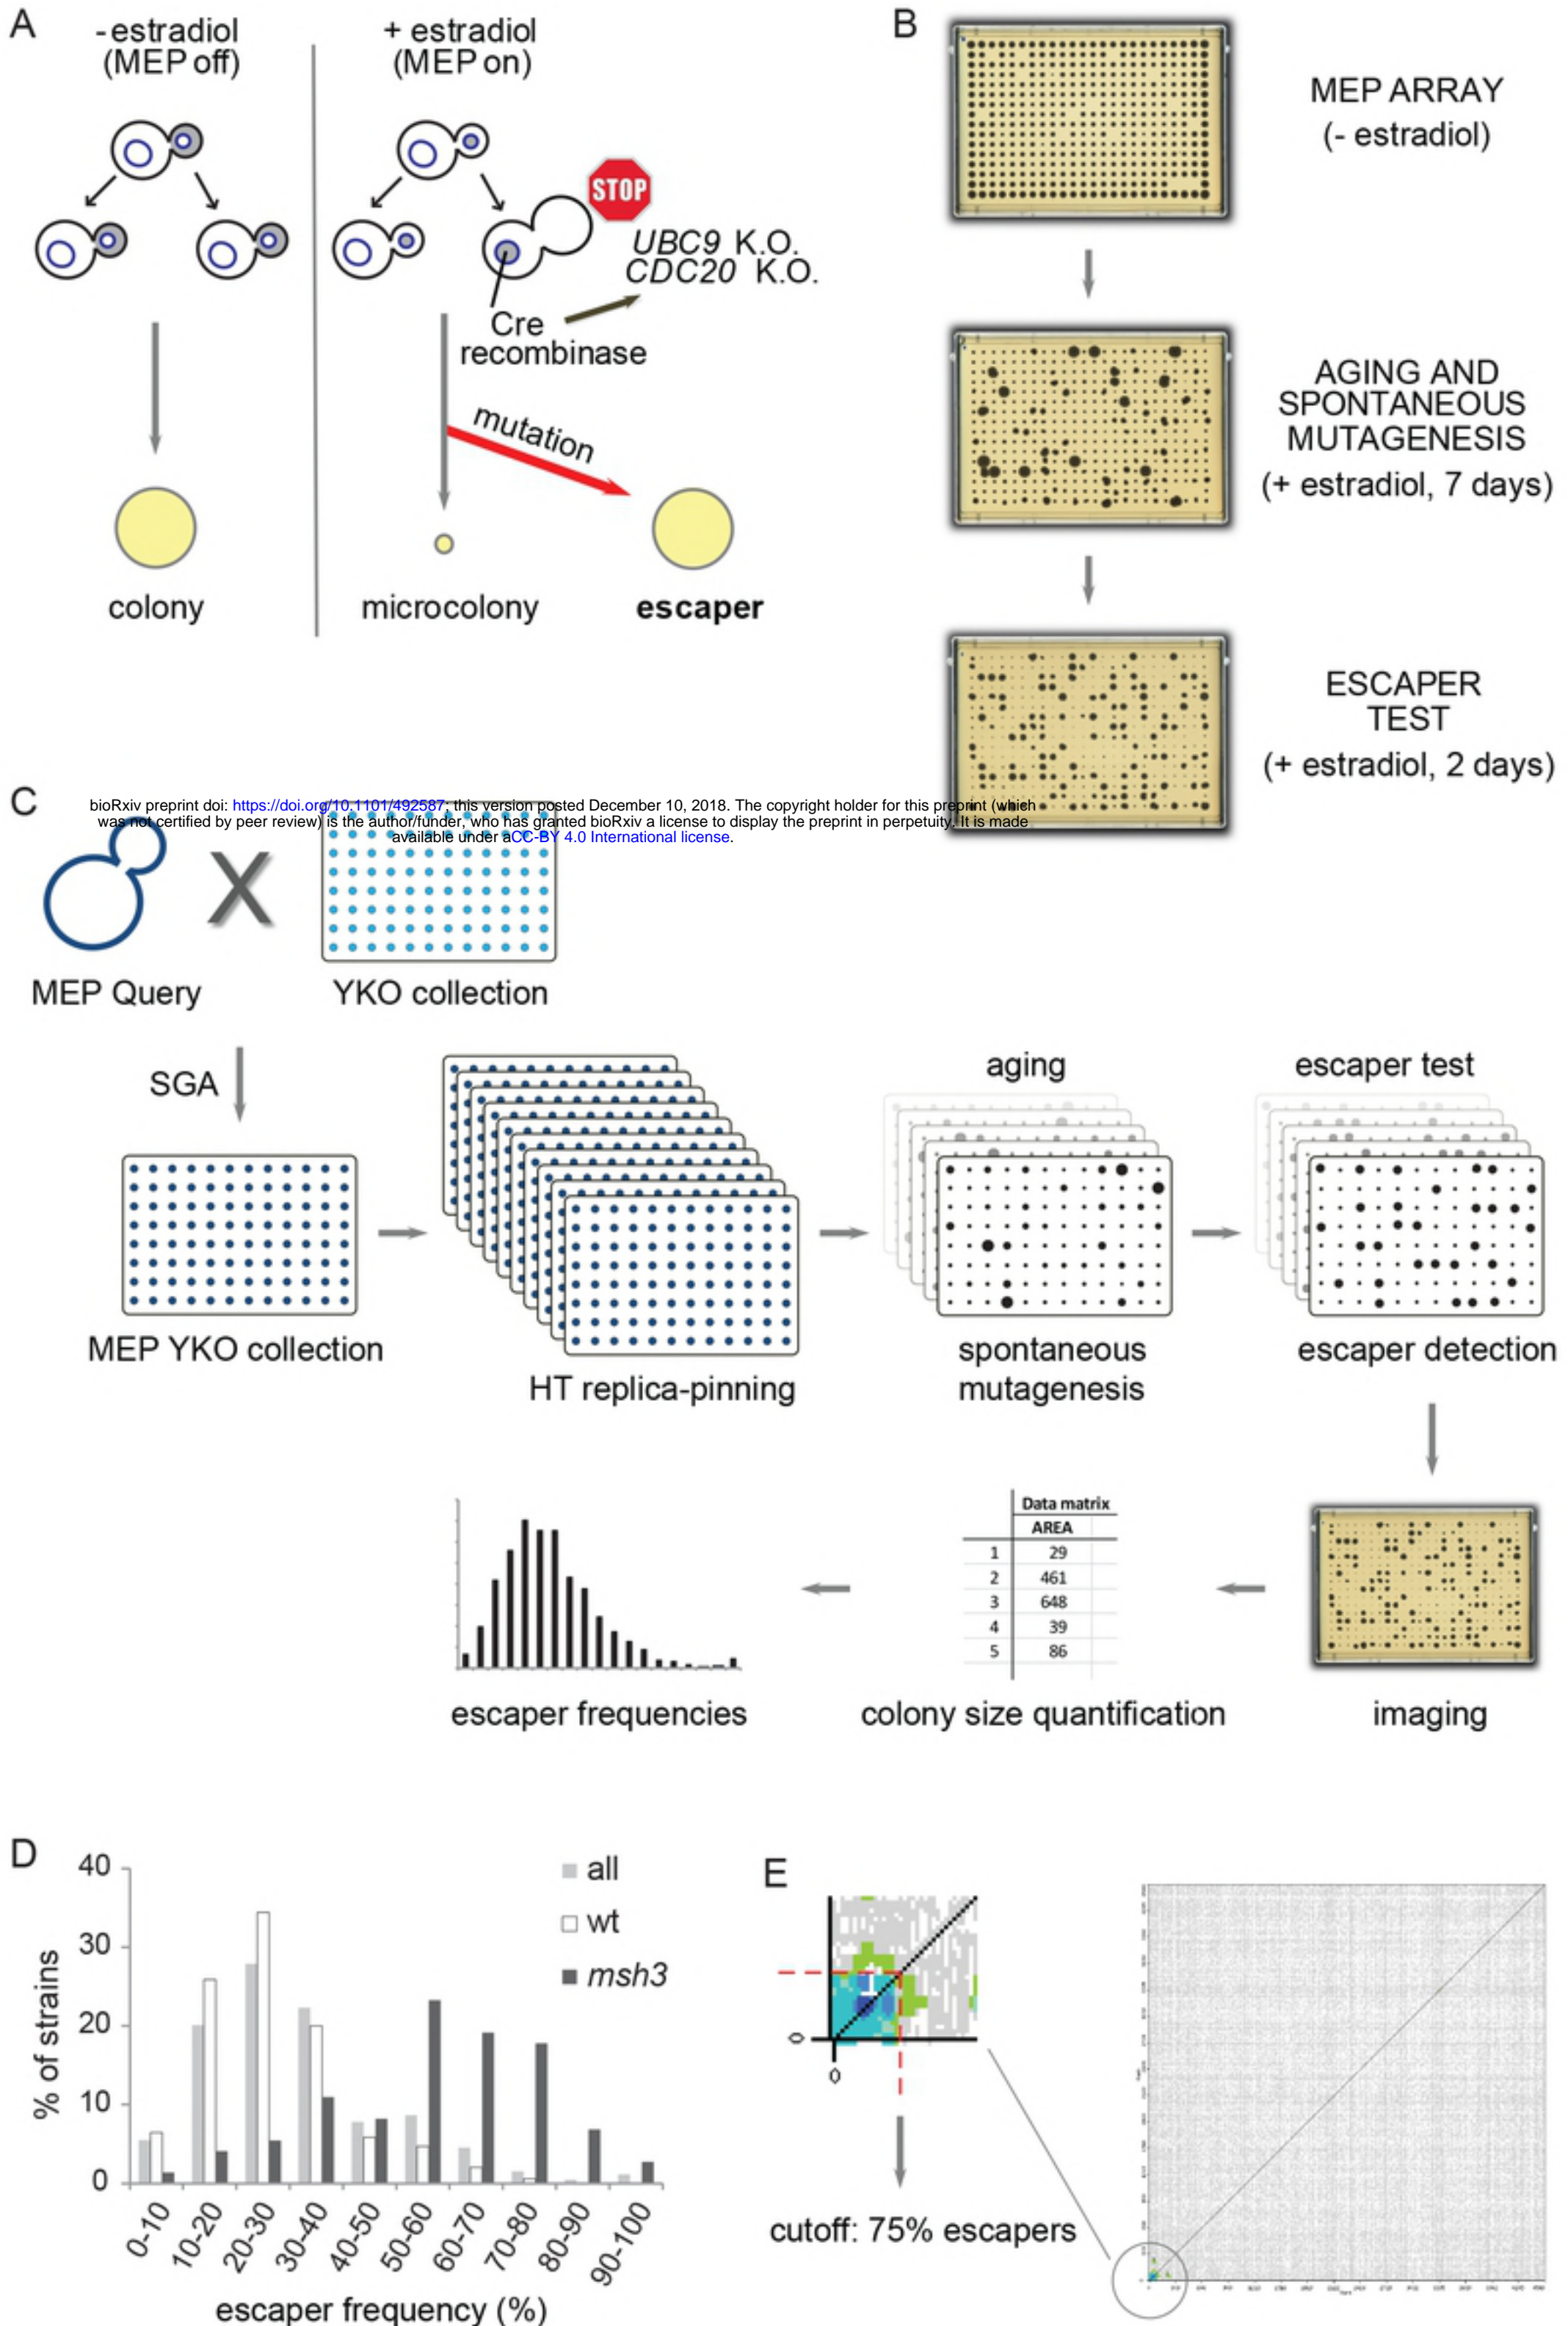 A
- estradiol
(MEP off)
+ estradiol
(MEP on)
STOP
UBC9 K.O.
CDC20 K.O.
Cre
recombinase
mutation
colony
microcolony
escaper
B
MEP ARRAY
(- estradiol)
AGING AND
SPONTANEOUS
MUTAGENESIS
(+ estradiol, 7 days)
ESCAPER
TEST
(+ estradiol, 2 days)
C
bioRxiv preprint doi: https://doi.org/10.1101/492587; this version posted December 10, 2018. The copyright holder for this preprint (which
was not certified by peer review) is the author/funder, who has granted bioRxiv a license to display the preprint in perpetuity. It is made
available under aCC-BY 4.0 International license.
X
MEP Query
YKO collection
SGA
MEP YKO collection
HT replica-pinning
aging
spontaneous
mutagenesis
escaper test
escaper detection
escaper frequencies
Data matrix
AREA
1 29
2 461
3 648
4 39
5 86
colony size quantification
imaging
D
40
30
20
10
0
% of strains
all
wt
msh3
0-10
10-20
20-30
30-40
40-50
50-60
60-70
70-80
80-90
90-100
escaper frequency (%)
E
1
0
0
cutoff: 75% escapers